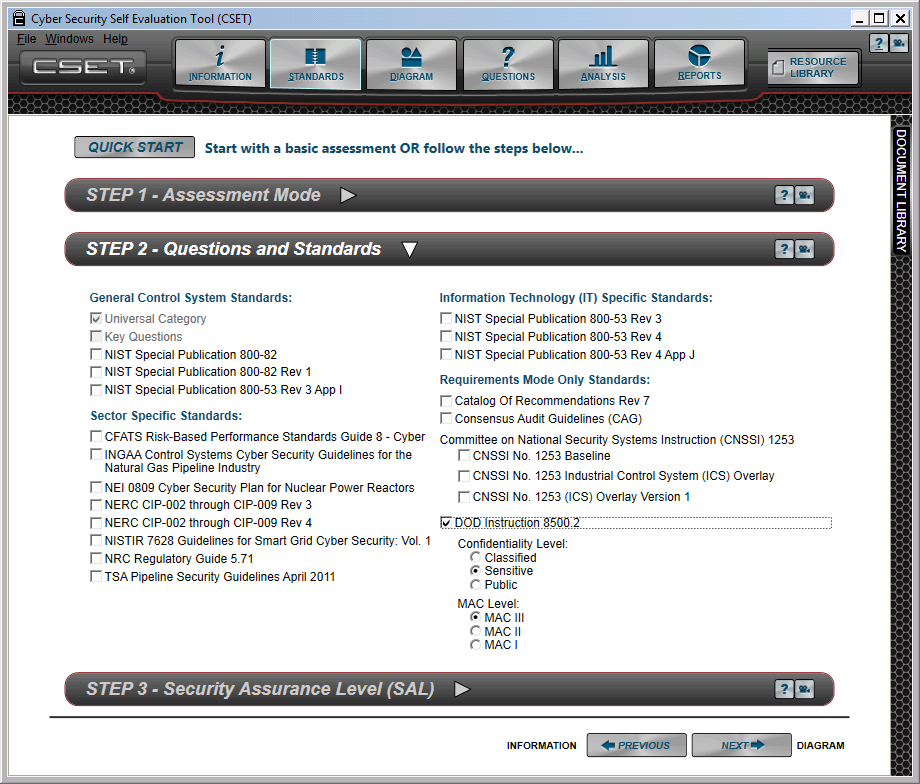 Cyber Security Self Evaluation Tool (CSET)
File Windows Help
CSET
INFORMATION
STANDARDS
DIAGRAM
QUESTIONS
ANALYSIS
REPORTS
RESOURCE
LIBRARY
DOCUMENT LIBRARY
QUICK START Start with a basic assessment OR follow the steps below...
STEP 1 - Assessment Mode
STEP 2 - Questions and Standards
General Control System Standards:
Universal Category
Key Questions
NIST Special Publication 800-82
NIST Special Publication 800-82 Rev 1
NIST Special Publication 800-53 Rev 3 App I
Sector Specific Standards:
CFATS Risk-Based Performance Standards Guide 8 - Cyber
INGAA Control Systems Cyber Security Guidelines for the
Natural Gas Pipeline Industry
NEI 0809 Cyber Security Plan for Nuclear Power Reactors
NERC CIP-002 through CIP-009 Rev 3
NERC CIP-002 through CIP-009 Rev 4
NISTIR 7628 Guidelines for Smart Grid Cyber Security: Vol. 1
NRC Regulatory Guide 5.71
TSA Pipeline Security Guidelines April 2011
Information Technology (IT) Specific Standards:
NIST Special Publication 800-53 Rev 3
NIST Special Publication 800-53 Rev 4
NIST Special Publication 800-53 Rev 4 App J
Requirements Mode Only Standards:
Catalog Of Recommendations Rev 7
Consensus Audit Guidelines (CAG)
Committee on National Security Systems Instruction (CNSSI) 1253
CNSSI No. 1253 Baseline
CNSSI No. 1253 Industrial Control System (ICS) Overlay
CNSSI No. 1253 (ICS) Overlay Version 1
DOD Instruction 8500.2
Confidentiality Level:
Classified
Sensitive
Public
MAC Level:
MAC III
MAC II
MAC I
STEP 3 - Security Assurance Level (SAL)
INFORMATION PREVIOUS NEXT DIAGRAM